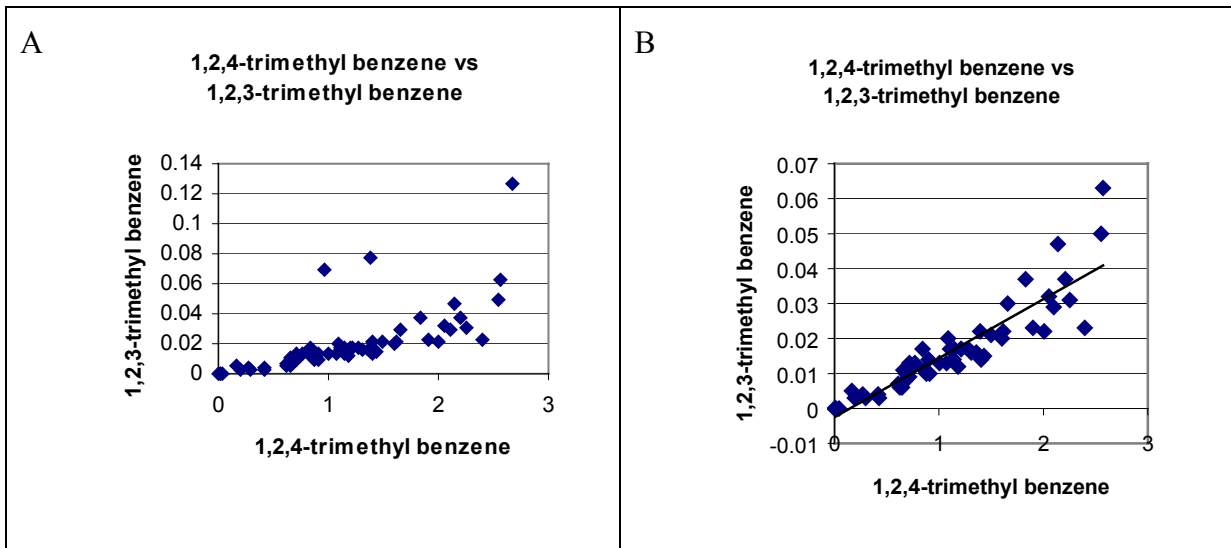 A
1,2,4-trimethyl benzene vs
1,2,3-trimethyl benzene
1,2,3-trimethyl benzene
0.14
0.12
0.1
0.08
0.06
0.04
0.02
0
0 1 2 3
1,2,4-trimethyl benzene
B
1,2,4-trimethyl benzene vs
1,2,3-trimethyl benzene
1,2,3-trimethyl benzene
0.07
0.06
0.05
0.04
0.03
0.02
0.01
0
-0.01
0 1 2 3
1,2,4-trimethyl benzene